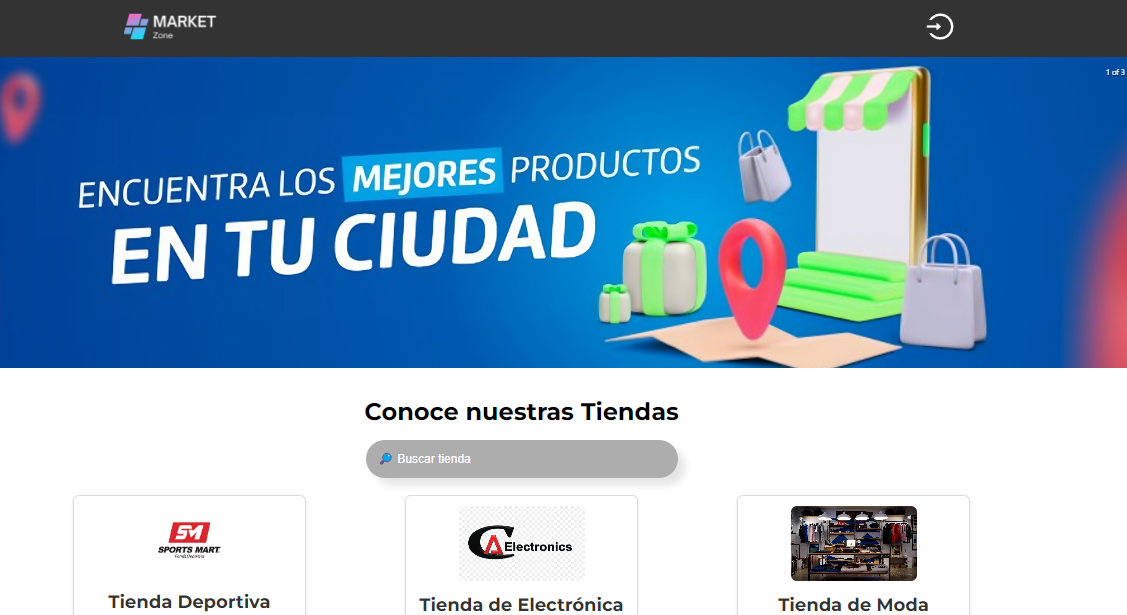 MARKET
Zone
1 of 3
ENCUENTRA LOS MEJORES PRODUCTOS
EN TU CIUDAD
Conoce nuestras Tiendas
Buscar tienda
SM
SPORTS MART.
Tienda Deportiva
CA Electronics
Tienda Deportiva
Tienda de Electrónica
Tienda de Moda